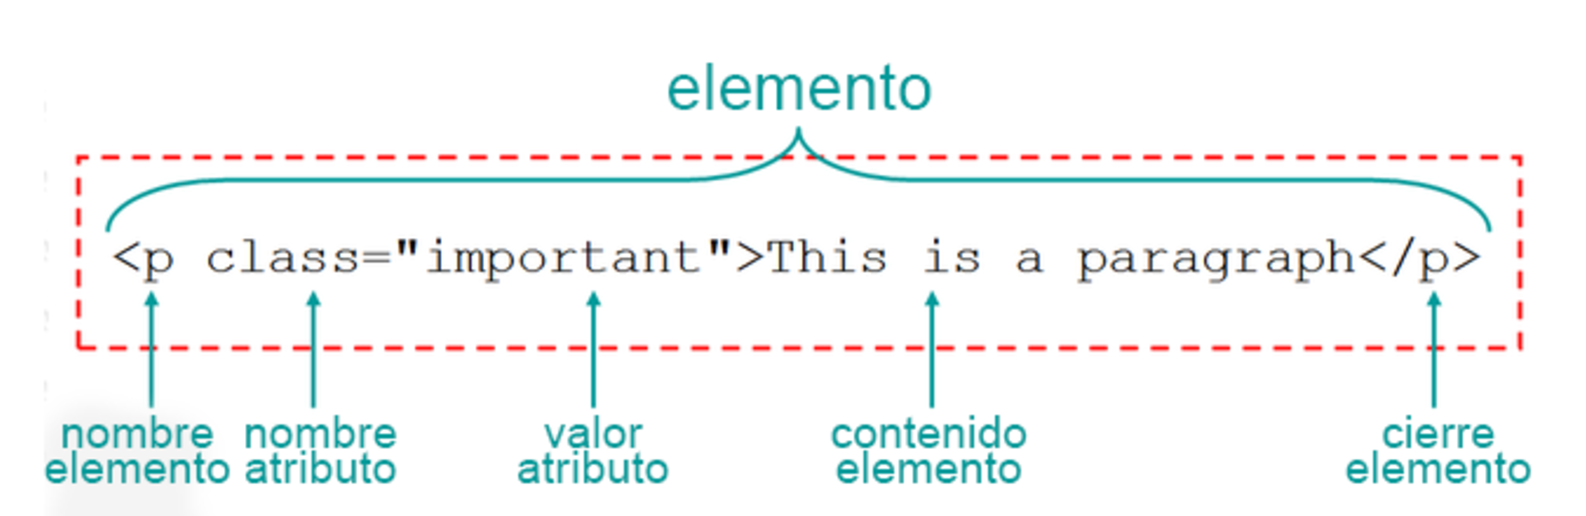 elemento
<p class="important">This is a paragraph</p>
nombre elemento
nombre atributo
valor atributo
contenido elemento
cierre elemento